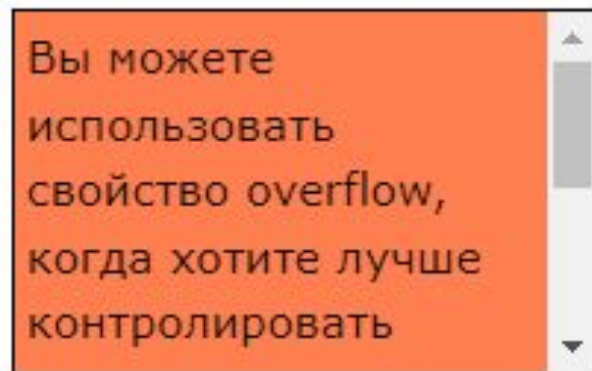 Вы можете
использовать
свойство overflow,
когда хотите лучше
контролировать